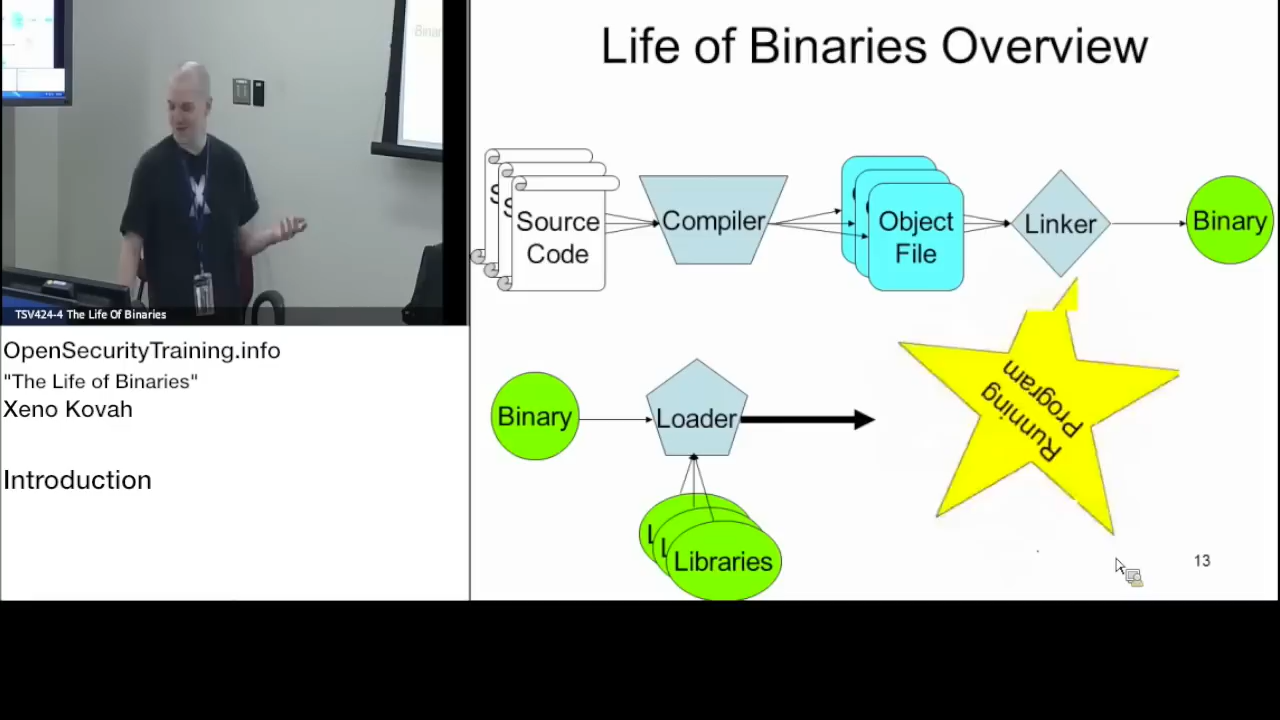 Life of Binaries Overview
S
S
Source
Code
Compiler
Object
File
Linker
Binary
TSV424-4 The Life Of Binaries
OpenSecurityTraining.info
"The Life of Binaries"
Xeno Kovah
Introduction
Binary
Loader
Running
Program
L
L
Libraries
13